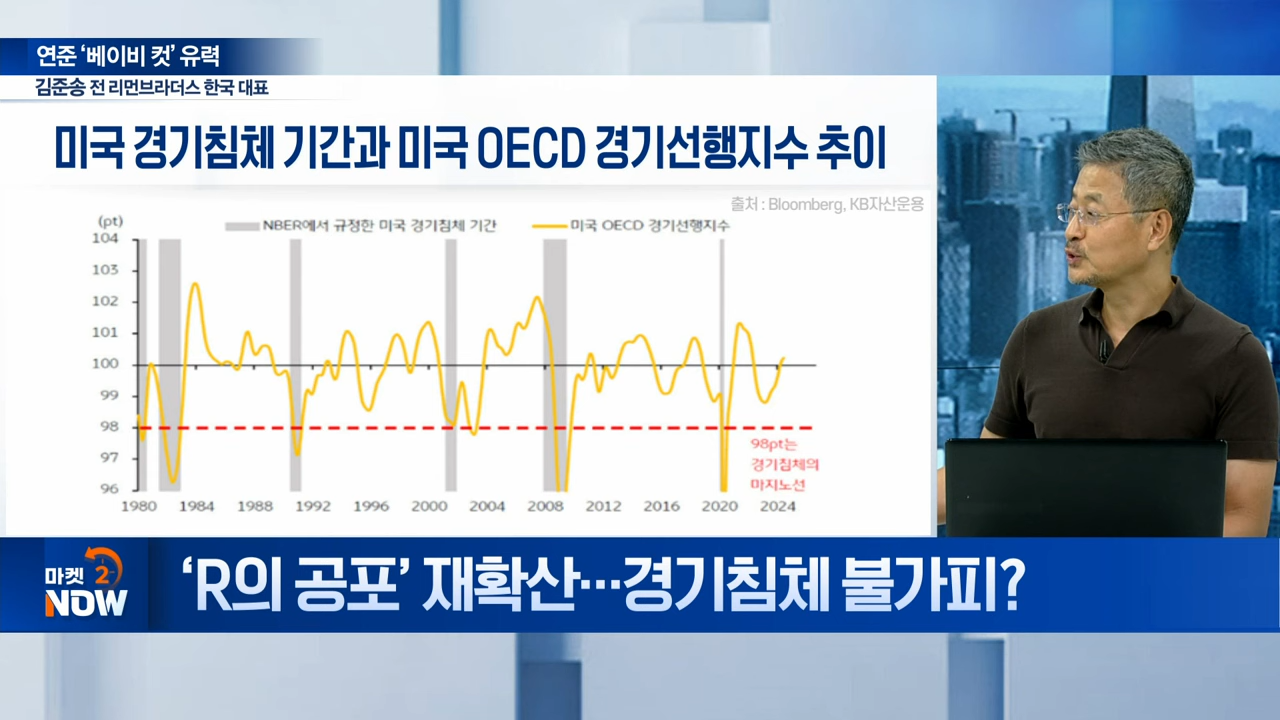 연준 ‘베이비 컷’ 유력
김준송 전 리먼브라더스 한국 대표
미국 경기침체 기간과 미국 OECD 경기선행지수 추이
출처 : Bloomberg, KB자산운용
(pt)
NBER에서 규정한 미국 경기침체 기간
미국 OECD 경기선행지수
104
103
102
101
100
99
98
97
96
98pt는
경기침체의
마지노선
1980 1984 1988 1992 1996 2000 2004 2008 2012 2016 2020 2024
마켓 2
NOW
‘R의 공포’ 재확산…경기침체 불가피?